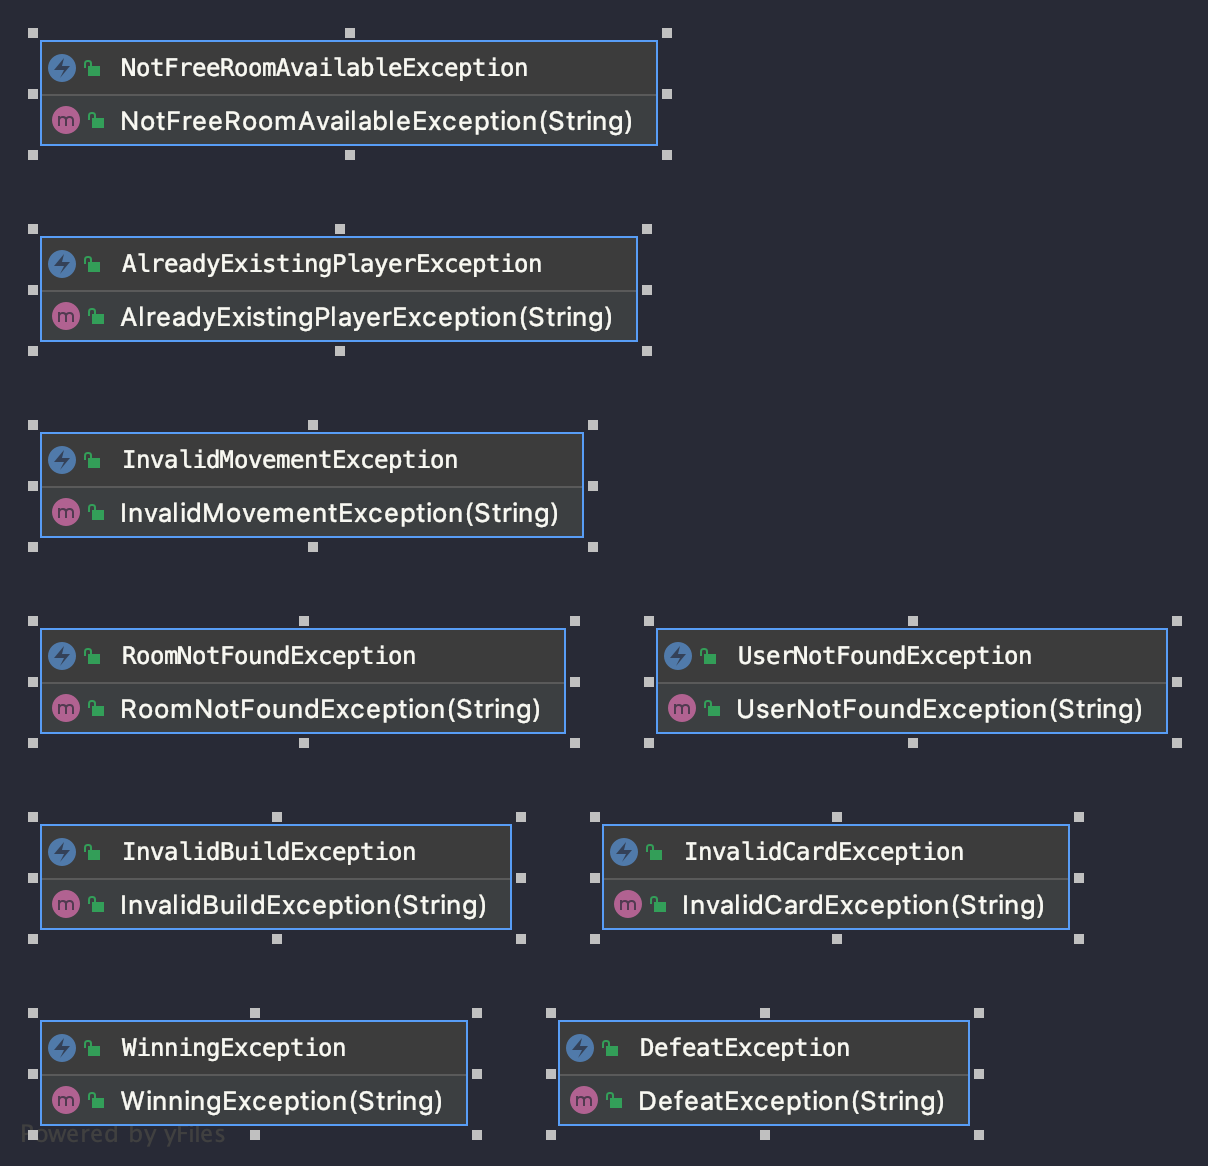 NotFreeRoomAvailableException
NotFreeRoomAvailableException(String)
AlreadyExistingPlayerException
AlreadyExistingPlayerException(String)
InvalidMovementException
InvalidMovementException(String)
RoomNotFoundException
RoomNotFoundException(String)
UserNotFoundException
UserNotFoundException(String)
InvalidBuildException
InvalidBuildException(String)
InvalidCardException
InvalidCardException(String)
WinningException
WinningException(String)
DefeatException
DefeatException(String)
Powered by yFiles